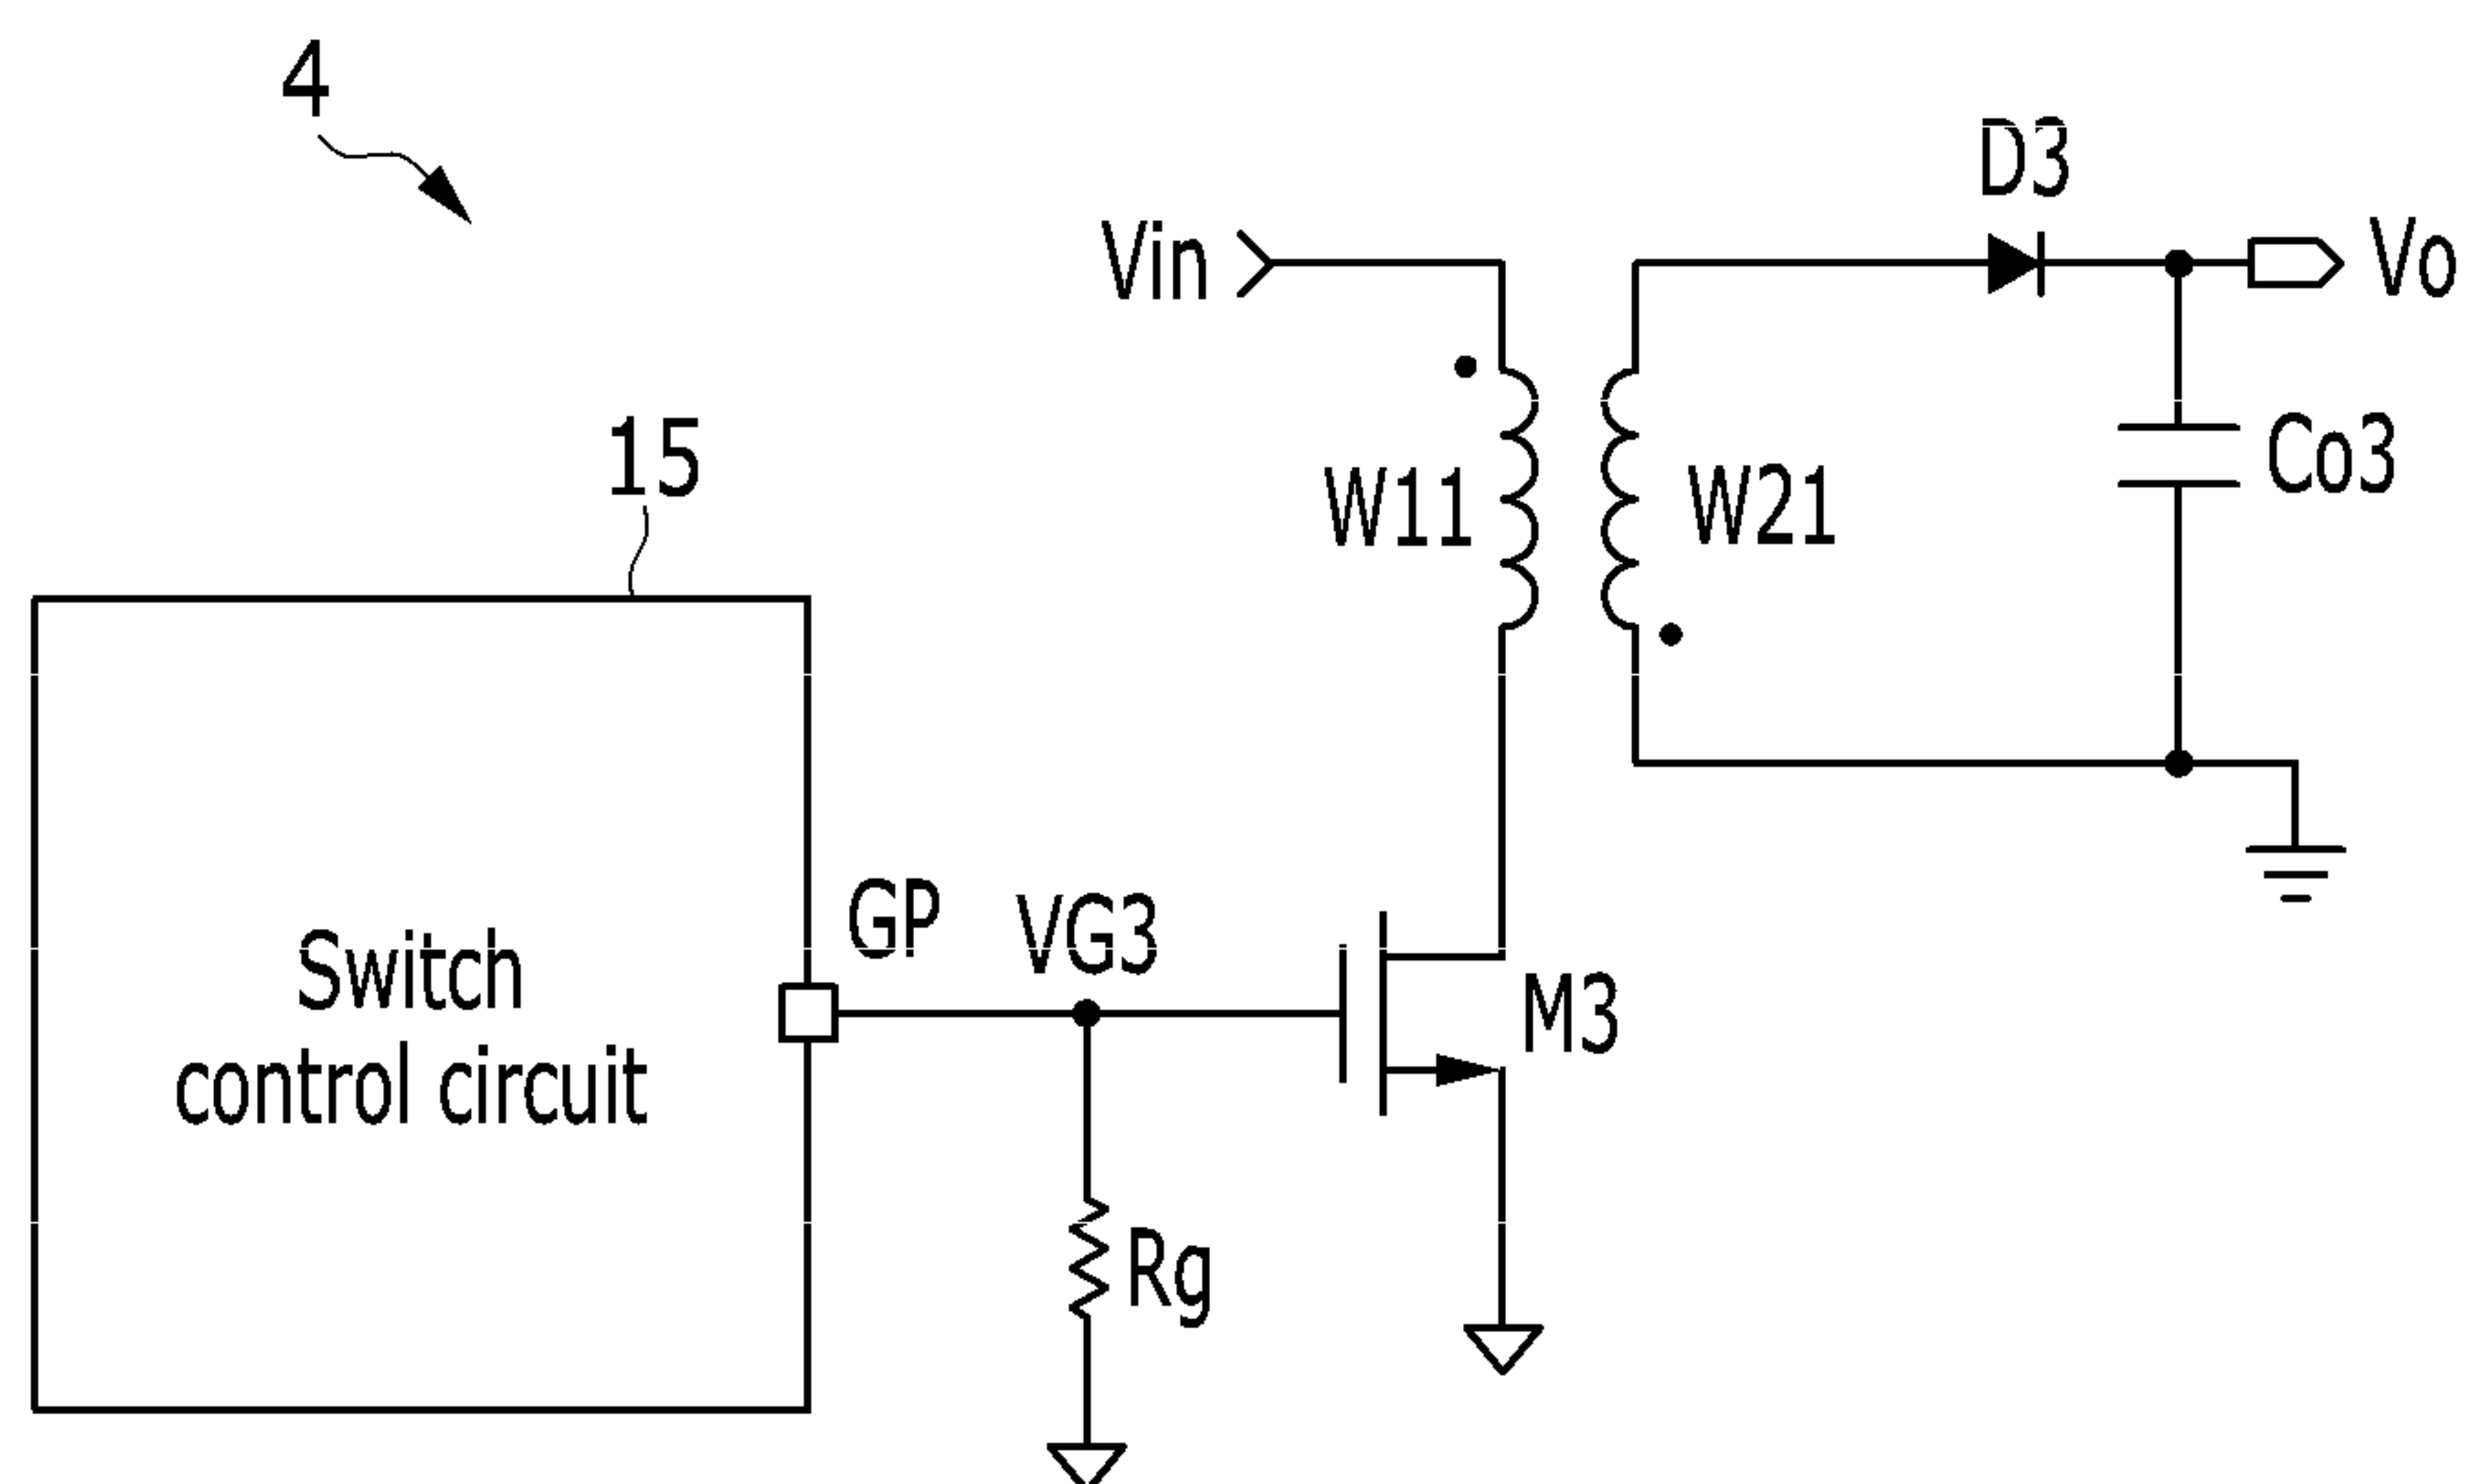 4
D3
Vin
Vo
15
W11
W21
Co3
GP
VG3
Switch
control circuit
M3
Rg